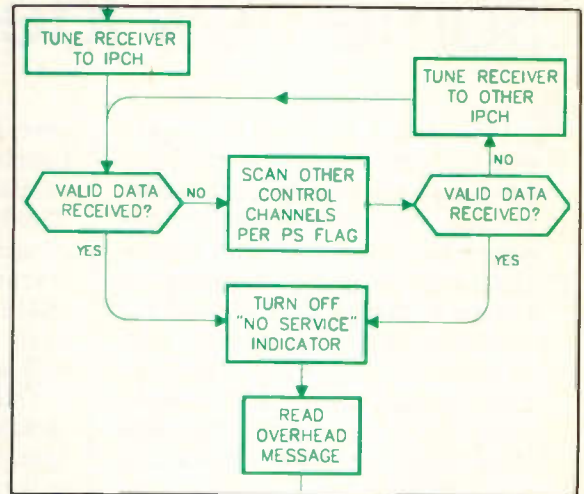 TUNE RECEIVER
TO IPCH
TUNE RECEIVER
TO OTHER
IPCH
VALID DATA
RECEIVED?
NO
SCAN OTHER
CONTROL
CHANNELS
PER PS FLAG
NO
VALID DATA
RECEIVED?
YES
YES
TURN OFF
"NO SERVICE"
INDICATOR
READ
OVERHEAD
MESSAGE